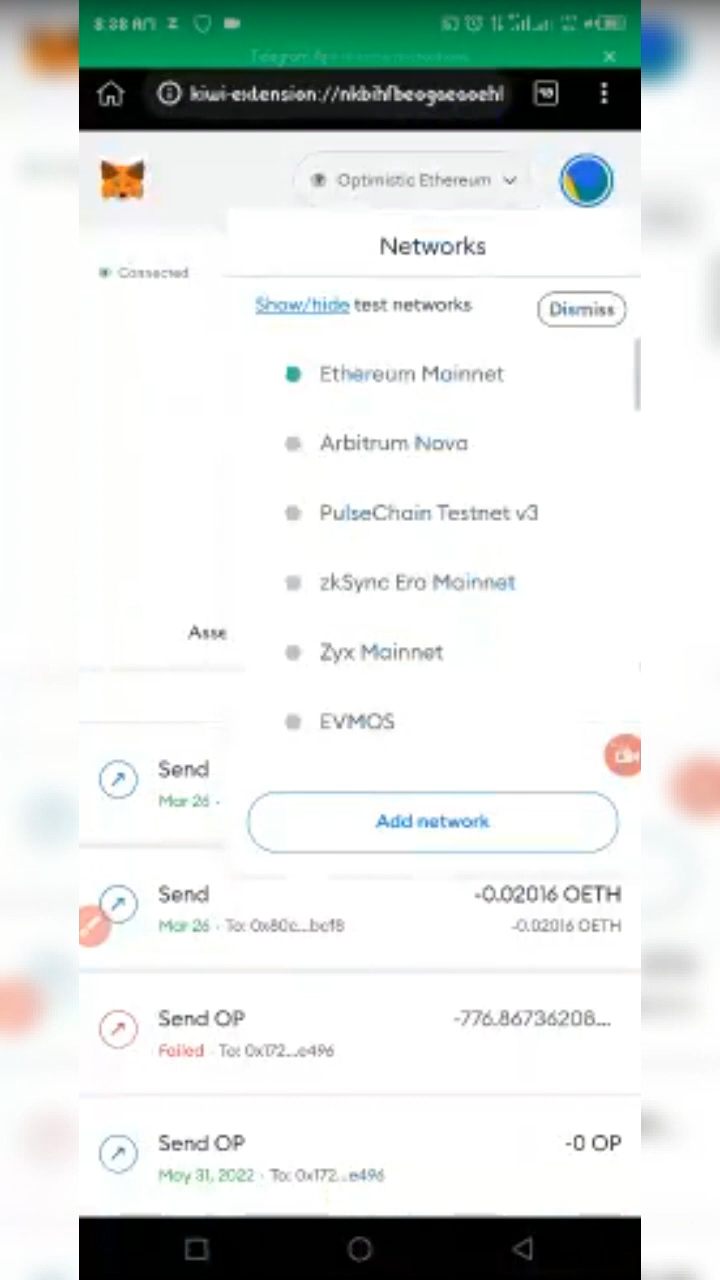 8:38 AM
kiwi-extension://nkbihfbeogaeaoehl
Optimistic Ethereum
Networks
Connected
Show/hide test networks
Dismiss
Ethereum Mainnet
Arbitrum Nova
PulseChain Testnet v3
zkSync Era Mainnet
Asse
Zyx Mainnet
EVMOS
Send
Mar 26 ·
Add network
Send
-0.02016 OETH
Mar 26 · To: 0x80c...bcf8
-0.02016 OETH
Send OP
-776.86736208...
Failed · To: 0x172...e496
Send OP
-0 OP
May 31, 2022 · To: 0x172...e496